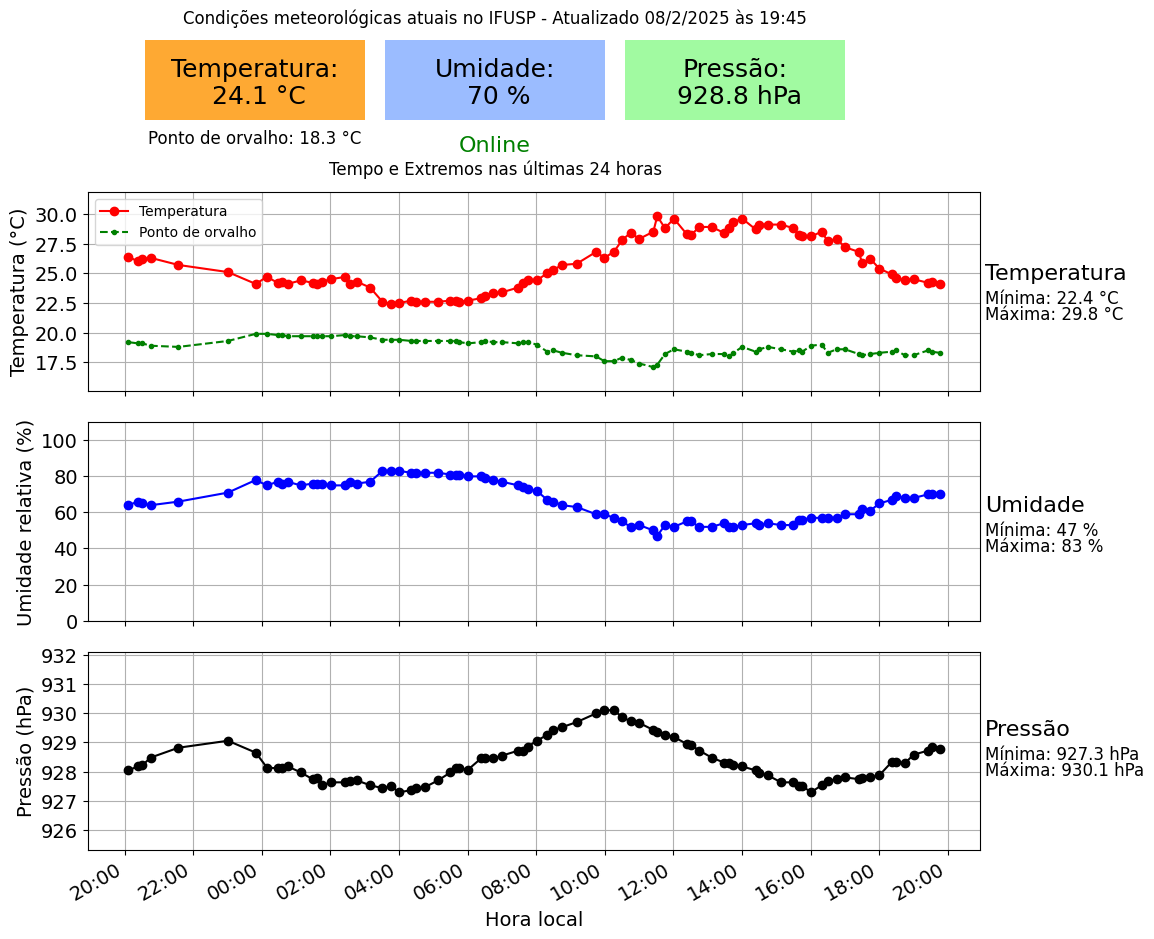 Condições meteorológicas atuais no IFUSP - Atualizado 08/2/2025 às 19:45
Temperatura:
24.1 °C
Umidade:
70 %
Pressão:
928.8 hPa
Ponto de orvalho: 18.3 °C
Online
Tempo e Extremos nas últimas 24 horas
Temperatura (°C)
30.0
27.5
25.0
22.5
20.0
17.5
Temperatura
Ponto de orvalho
Temperatura
Mínima: 22.4 °C
Máxima: 29.8 °C
Umidade relativa (%)
100
80
60
40
20
0
Umidade
Mínima: 47 %
Máxima: 83 %
Pressão (hPa)
932
931
930
929
928
927
926
Pressão
Mínima: 927.3 hPa
Máxima: 930.1 hPa
20:00 22:00 00:00 02:00 04:00 06:00 08:00 10:00 12:00 14:00 16:00 18:00 20:00
Hora local